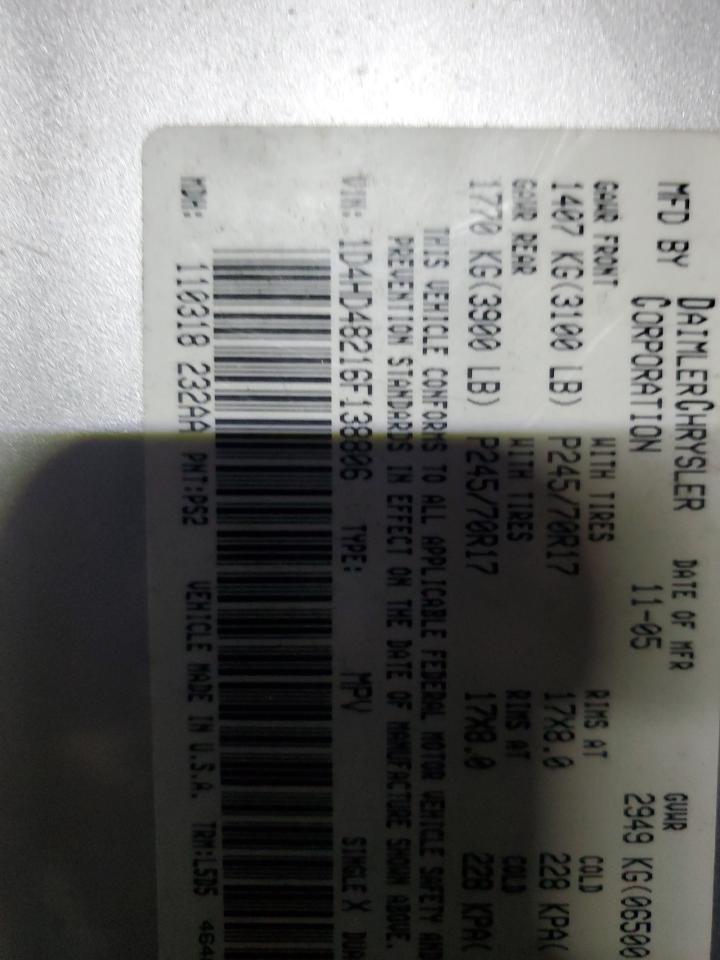 MFD BY DAIMLERCHRYSLER CORPORATION DATE OF MFR 11-05 GVWR 2949 KG(06500
GAWR FRONT WITH TIRES RIMS AT COLD
1407 KG(3100 LB) P245/70R17 17X8.0 228 KPA(
GAWR REAR WITH TIRES RIMS AT COLD
1770 KG(3900 LB) P245/70R17 17X8.0 228 KPA(
THIS VEHICLE CONFORMS TO ALL APPLICABLE FEDERAL MOTOR VEHICLE SAFETY AND
PREVENTION STANDARDS IN EFFECT ON THE DATE OF MANUFACTURE SHOWN ABOVE.
VIN: 1D4HD48216F138806 TYPE: MPV SINGLE X DUA
MDH: 110318 232AA PNT:PS2 VEHICLE MADE IN U.S.A. TRM:L5D5 464